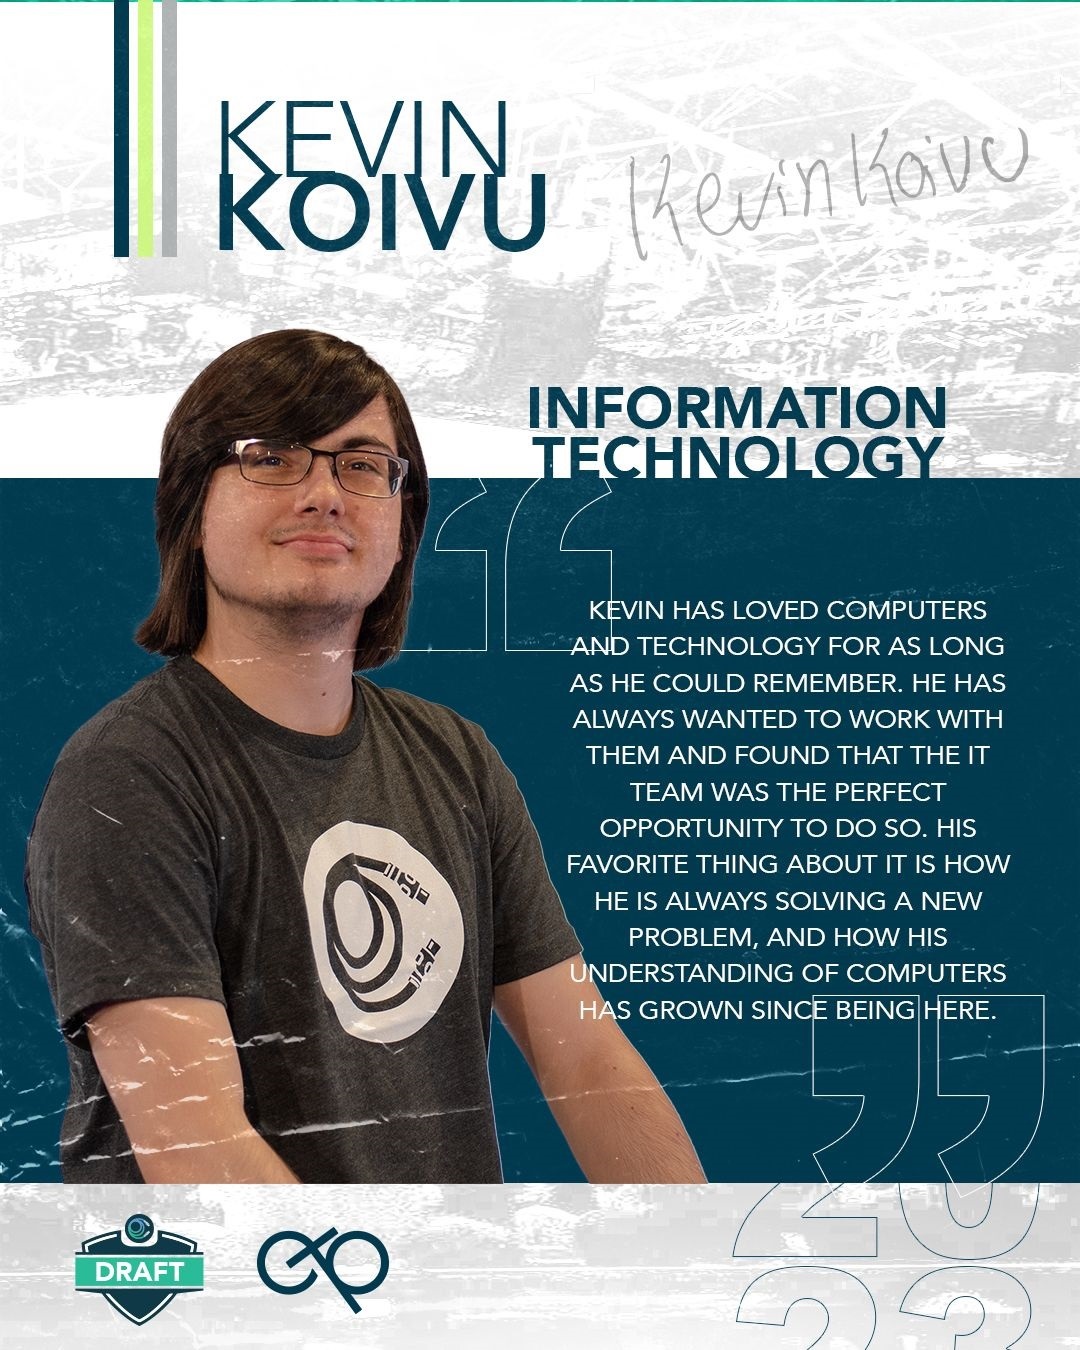 KEVIN
KOIVU
Kevin Koivu
INFORMATION
TECHNOLOGY
KEVIN HAS LOVED COMPUTERS
AND TECHNOLOGY FOR AS LONG
AS HE COULD REMEMBER. HE HAS
ALWAYS WANTED TO WORK WITH
THEM AND FOUND THAT THE IT
TEAM WAS THE PERFECT
OPPORTUNITY TO DO SO. HIS
FAVORITE THING ABOUT IT IS HOW
HE IS ALWAYS SOLVING A NEW
PROBLEM, AND HOW HIS
UNDERSTANDING OF COMPUTERS
HAS GROWN SINCE BEING HERE.
DRAFT
exp
20
23